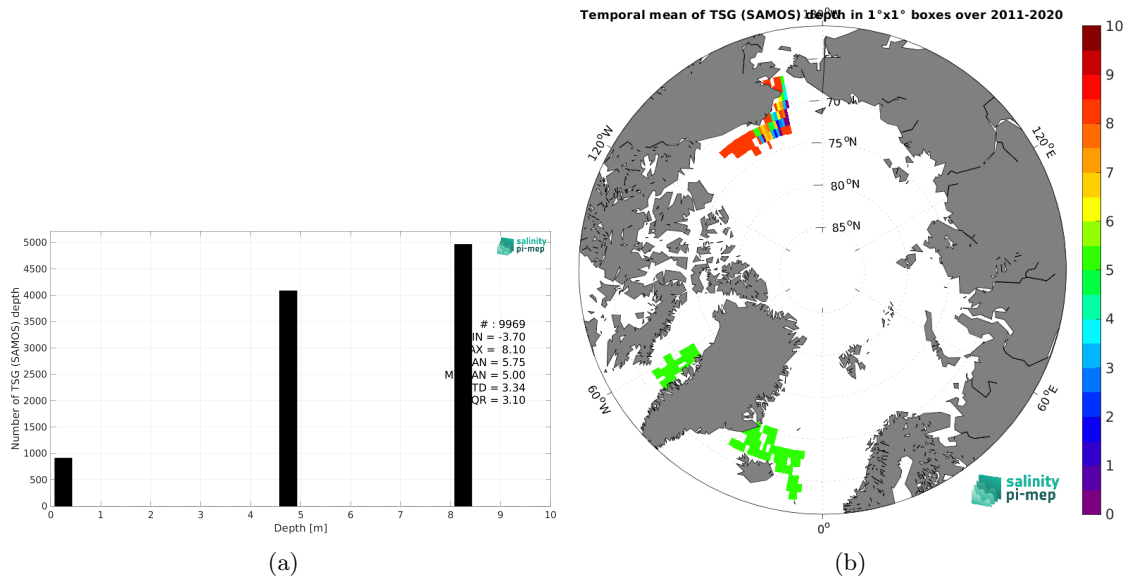 5000
4500
4000
3500
3000
2500
2000
1500
1000
500
0
Number of TSG (SAMOS) depth
0 1 2 3 4 5 6 7 8 9 10
Depth [m]
salinity
pi-mep
# : 9969
IN = -3.70
AX = 8.10
AN = 5.75
M AN = 5.00
TD = 3.34
QR = 3.10
(a)
Temporal mean of TSG (SAMOS) depth in 1°x1° boxes over 2011-2020
120°W
120°E
60°W
60°E
0°
75°N
80°N
85°N
salinity
pi-mep
10
9
8
7
6
5
4
3
2
1
0
(b)